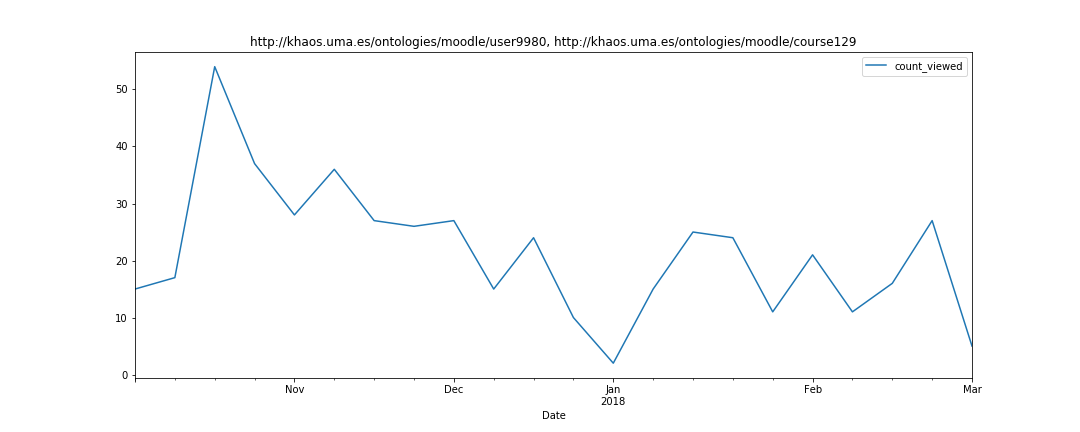 http://khaos.uma.es/ontologies/moodle/user9980, http://khaos.uma.es/ontologies/moodle/course129
count_viewed
50
40
30
20
10
0
Nov
Dec
Jan
2018
Feb
Mar
Date